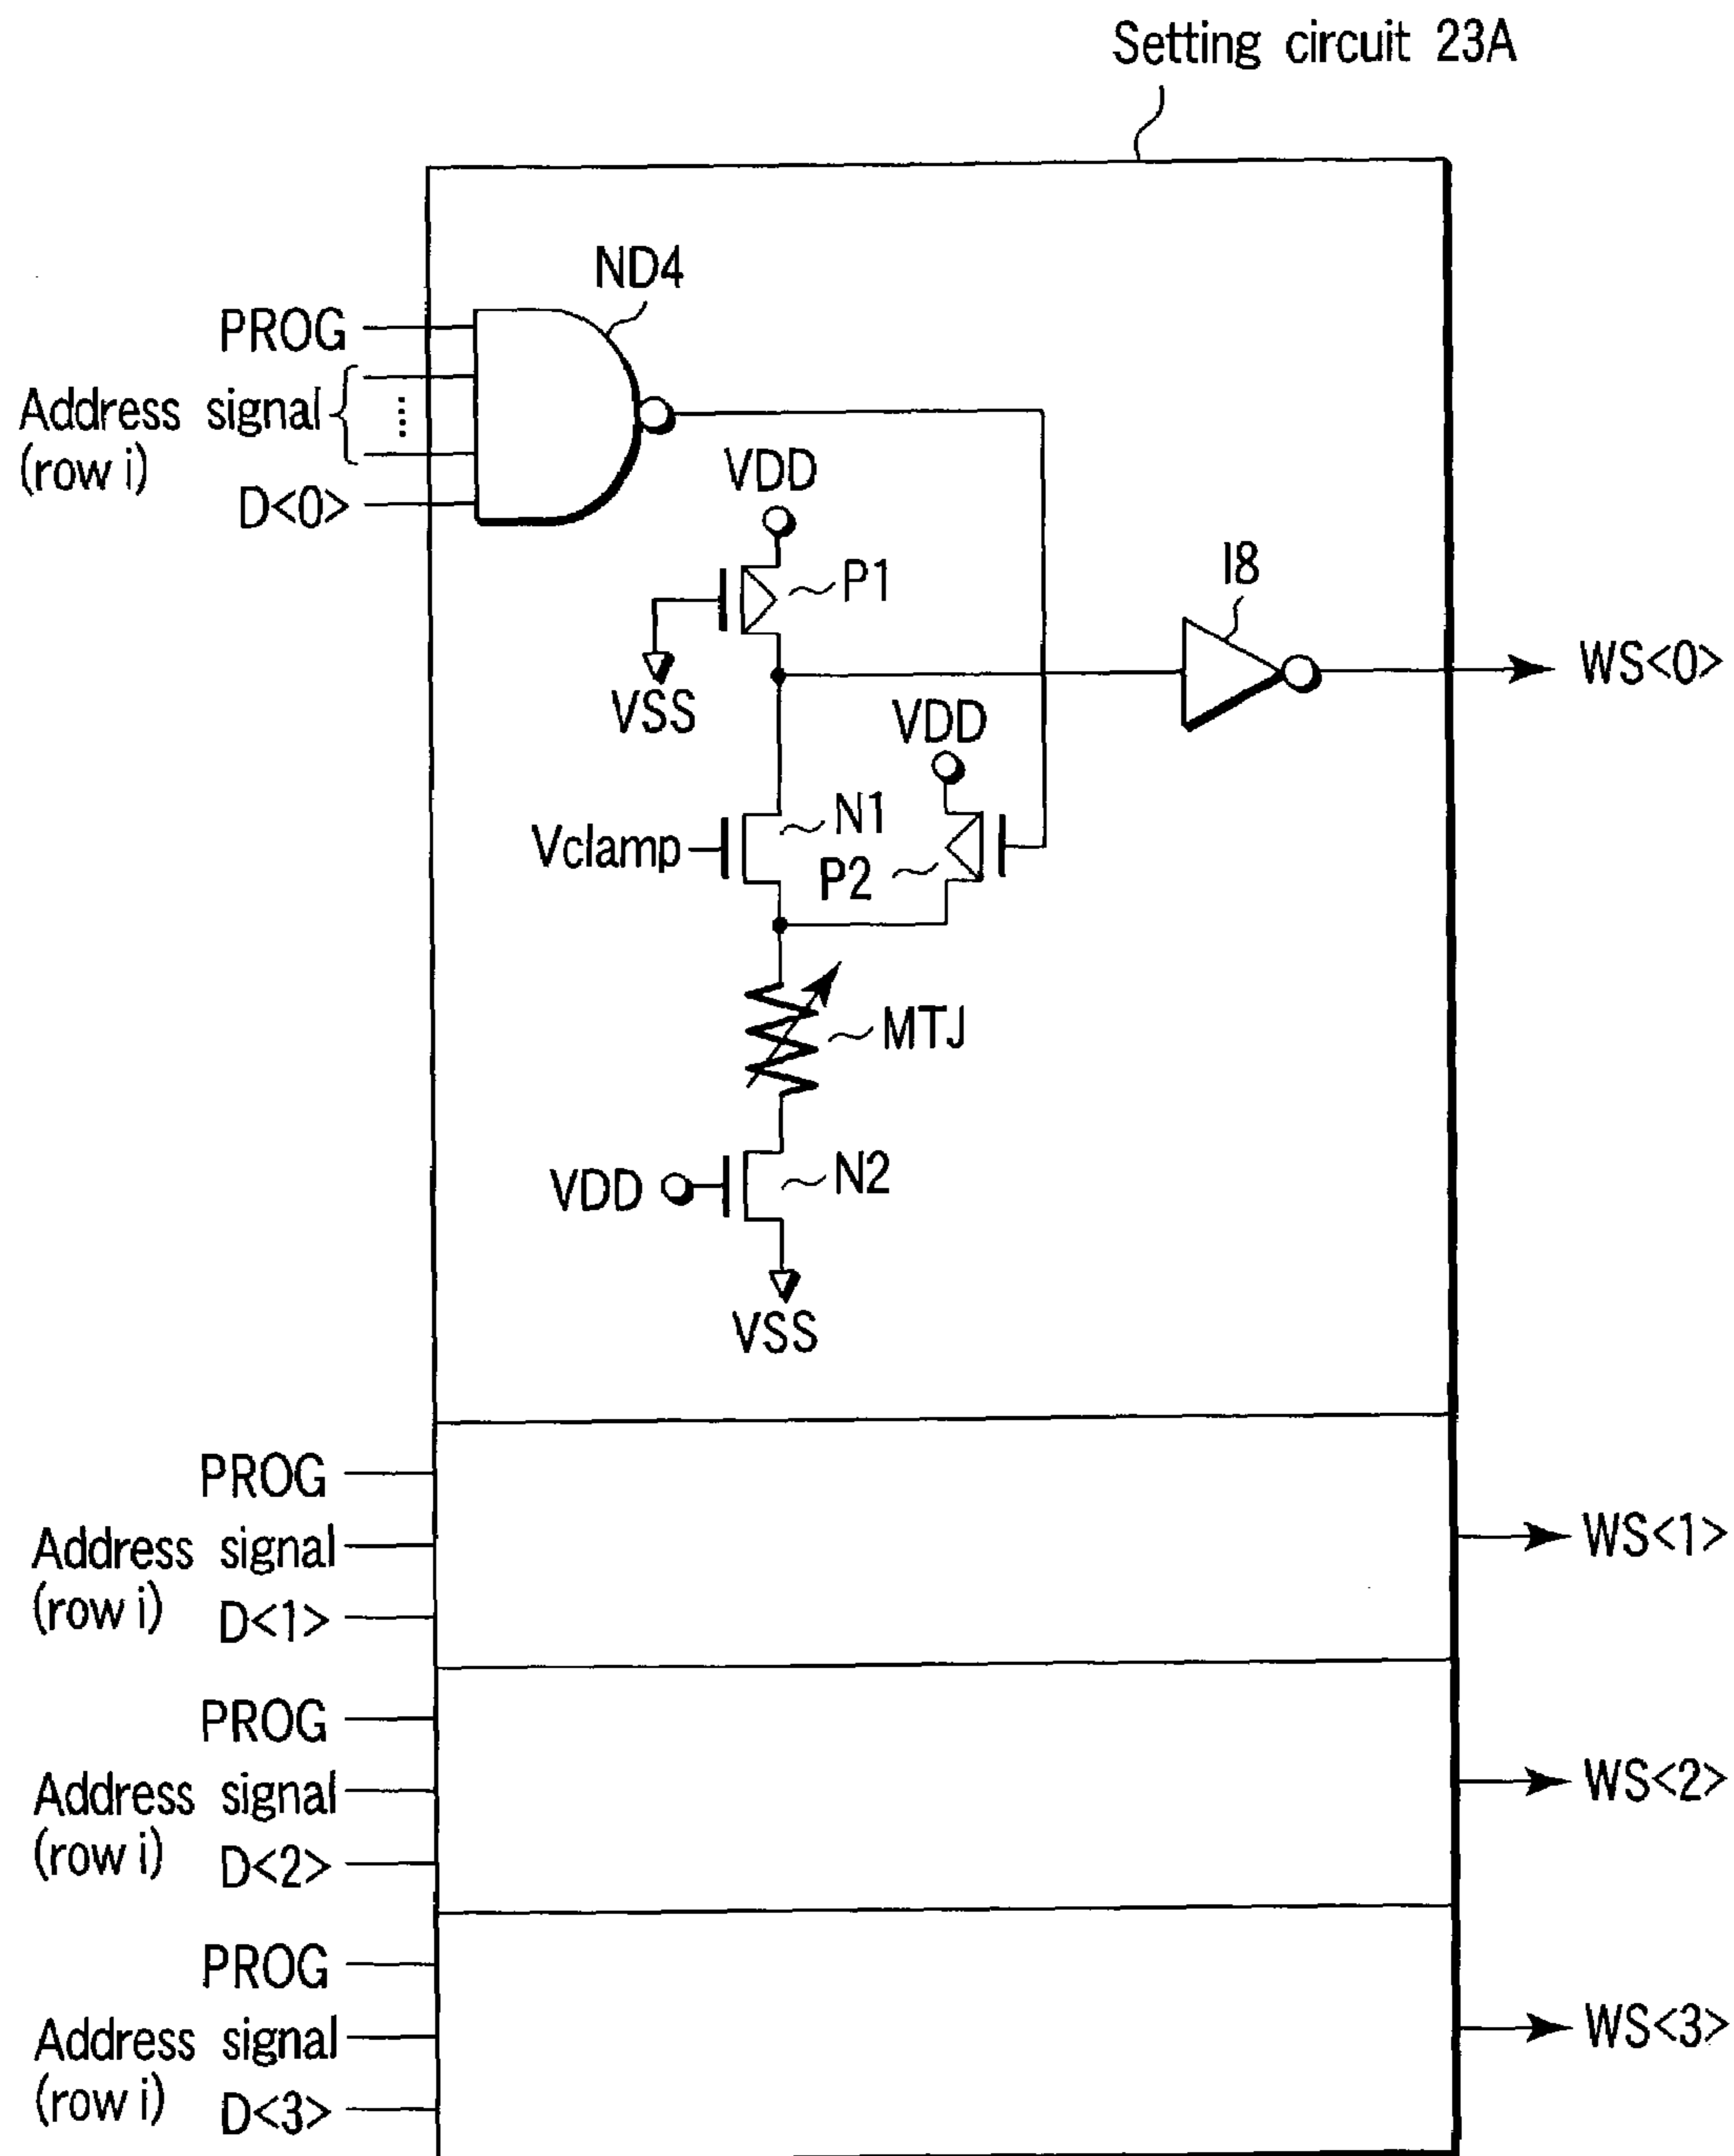 Setting circuit 23A
ND4
PROG
Address signal
(row i)
D<0>
VDD
P1
VSS
I8
WS<0>
VDD
Vclamp
N1
P2
MTJ
VDD
N2
VSS
PROG
Address signal
(row i)
D<1>
WS<1>
PROG
Address signal
(row i)
D<2>
WS<2>
PROG
Address signal
(row i)
D<3>
WS<3>